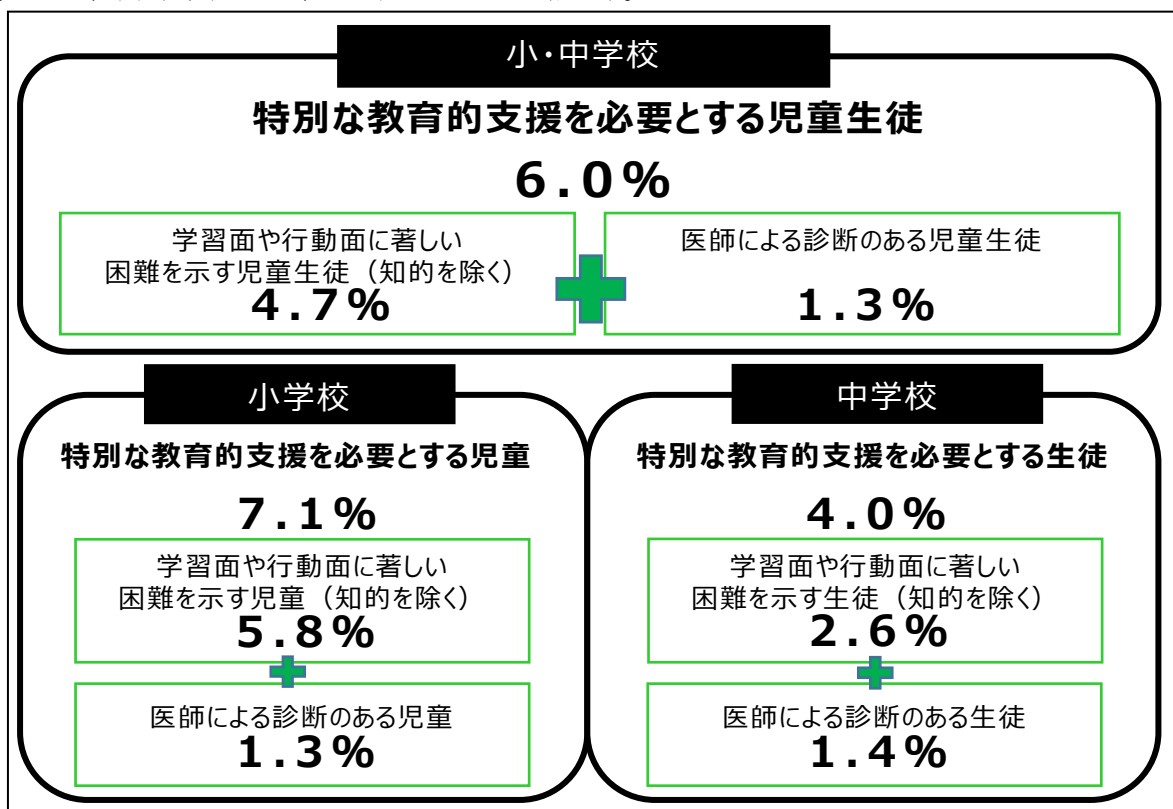 小・中学校
特別な教育的支援を必要とする児童生徒
6.0%
学習面や行動面に著しい
困難を示す児童生徒（知的を除く）
4.7%
医師による診断のある児童生徒
1.3%
小学校
特別な教育的支援を必要とする児童
7.1%
学習面や行動面に著しい
困難を示す児童（知的を除く）
5.8%
医師による診断のある児童
1.3%
中学校
特別な教育的支援を必要とする生徒
4.0%
学習面や行動面に著しい
困難を示す生徒（知的を除く）
2.6%
医師による診断のある生徒
1.4%